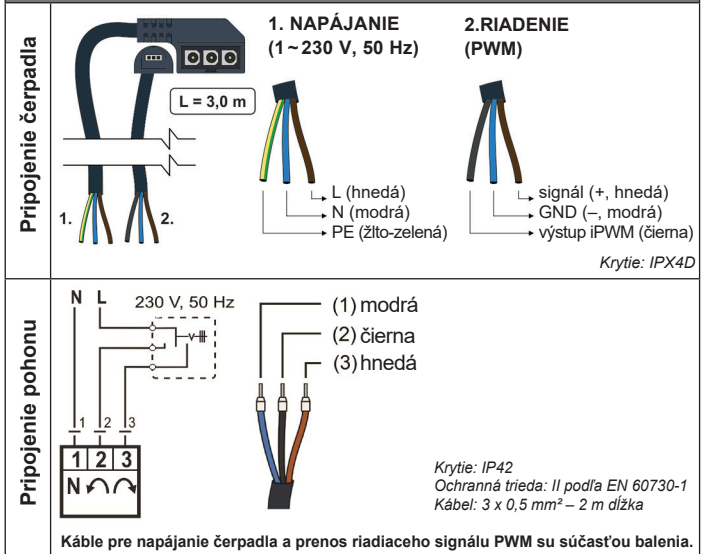 Pripojenie čerpadla
1. NAPÁJANIE
(1~230 V, 50 Hz)
2.RIADENIE
(PWM)
L = 3,0 m
1.
2.
L (hnedá)
N (modrá)
PE (žlto-zelená)
signál (+, hnedá)
GND (–, modrá)
výstup iPWM (čierna)
Krytie: IPX4D
Pripojenie pohonu
N L
230 V, 50 Hz
1 2 3
1 2 3
N
(1) modrá
(2) čierna
(3) hnedá
Krytie: IP42
Ochranná trieda: II podľa EN 60730-1
Kábel: 3 x 0,5 mm² – 2 m dĺžka
Káble pre napájanie čerpadla a prenos riadiaceho signálu PWM su súčasťou balenia.